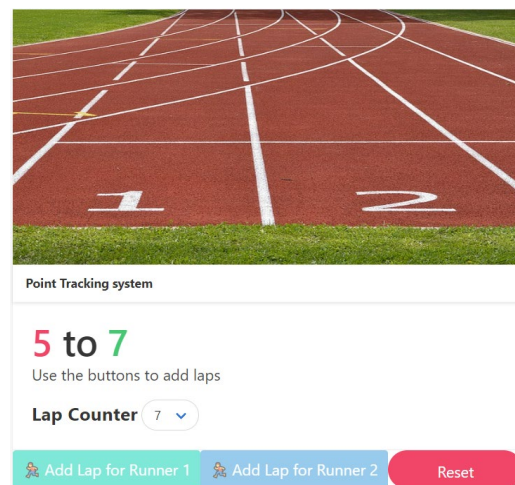 1 2
Point Tracking system
5 to 7
Use the buttons to add laps
Lap Counter 7
Add Lap for Runner 1 Add Lap for Runner 2 Reset